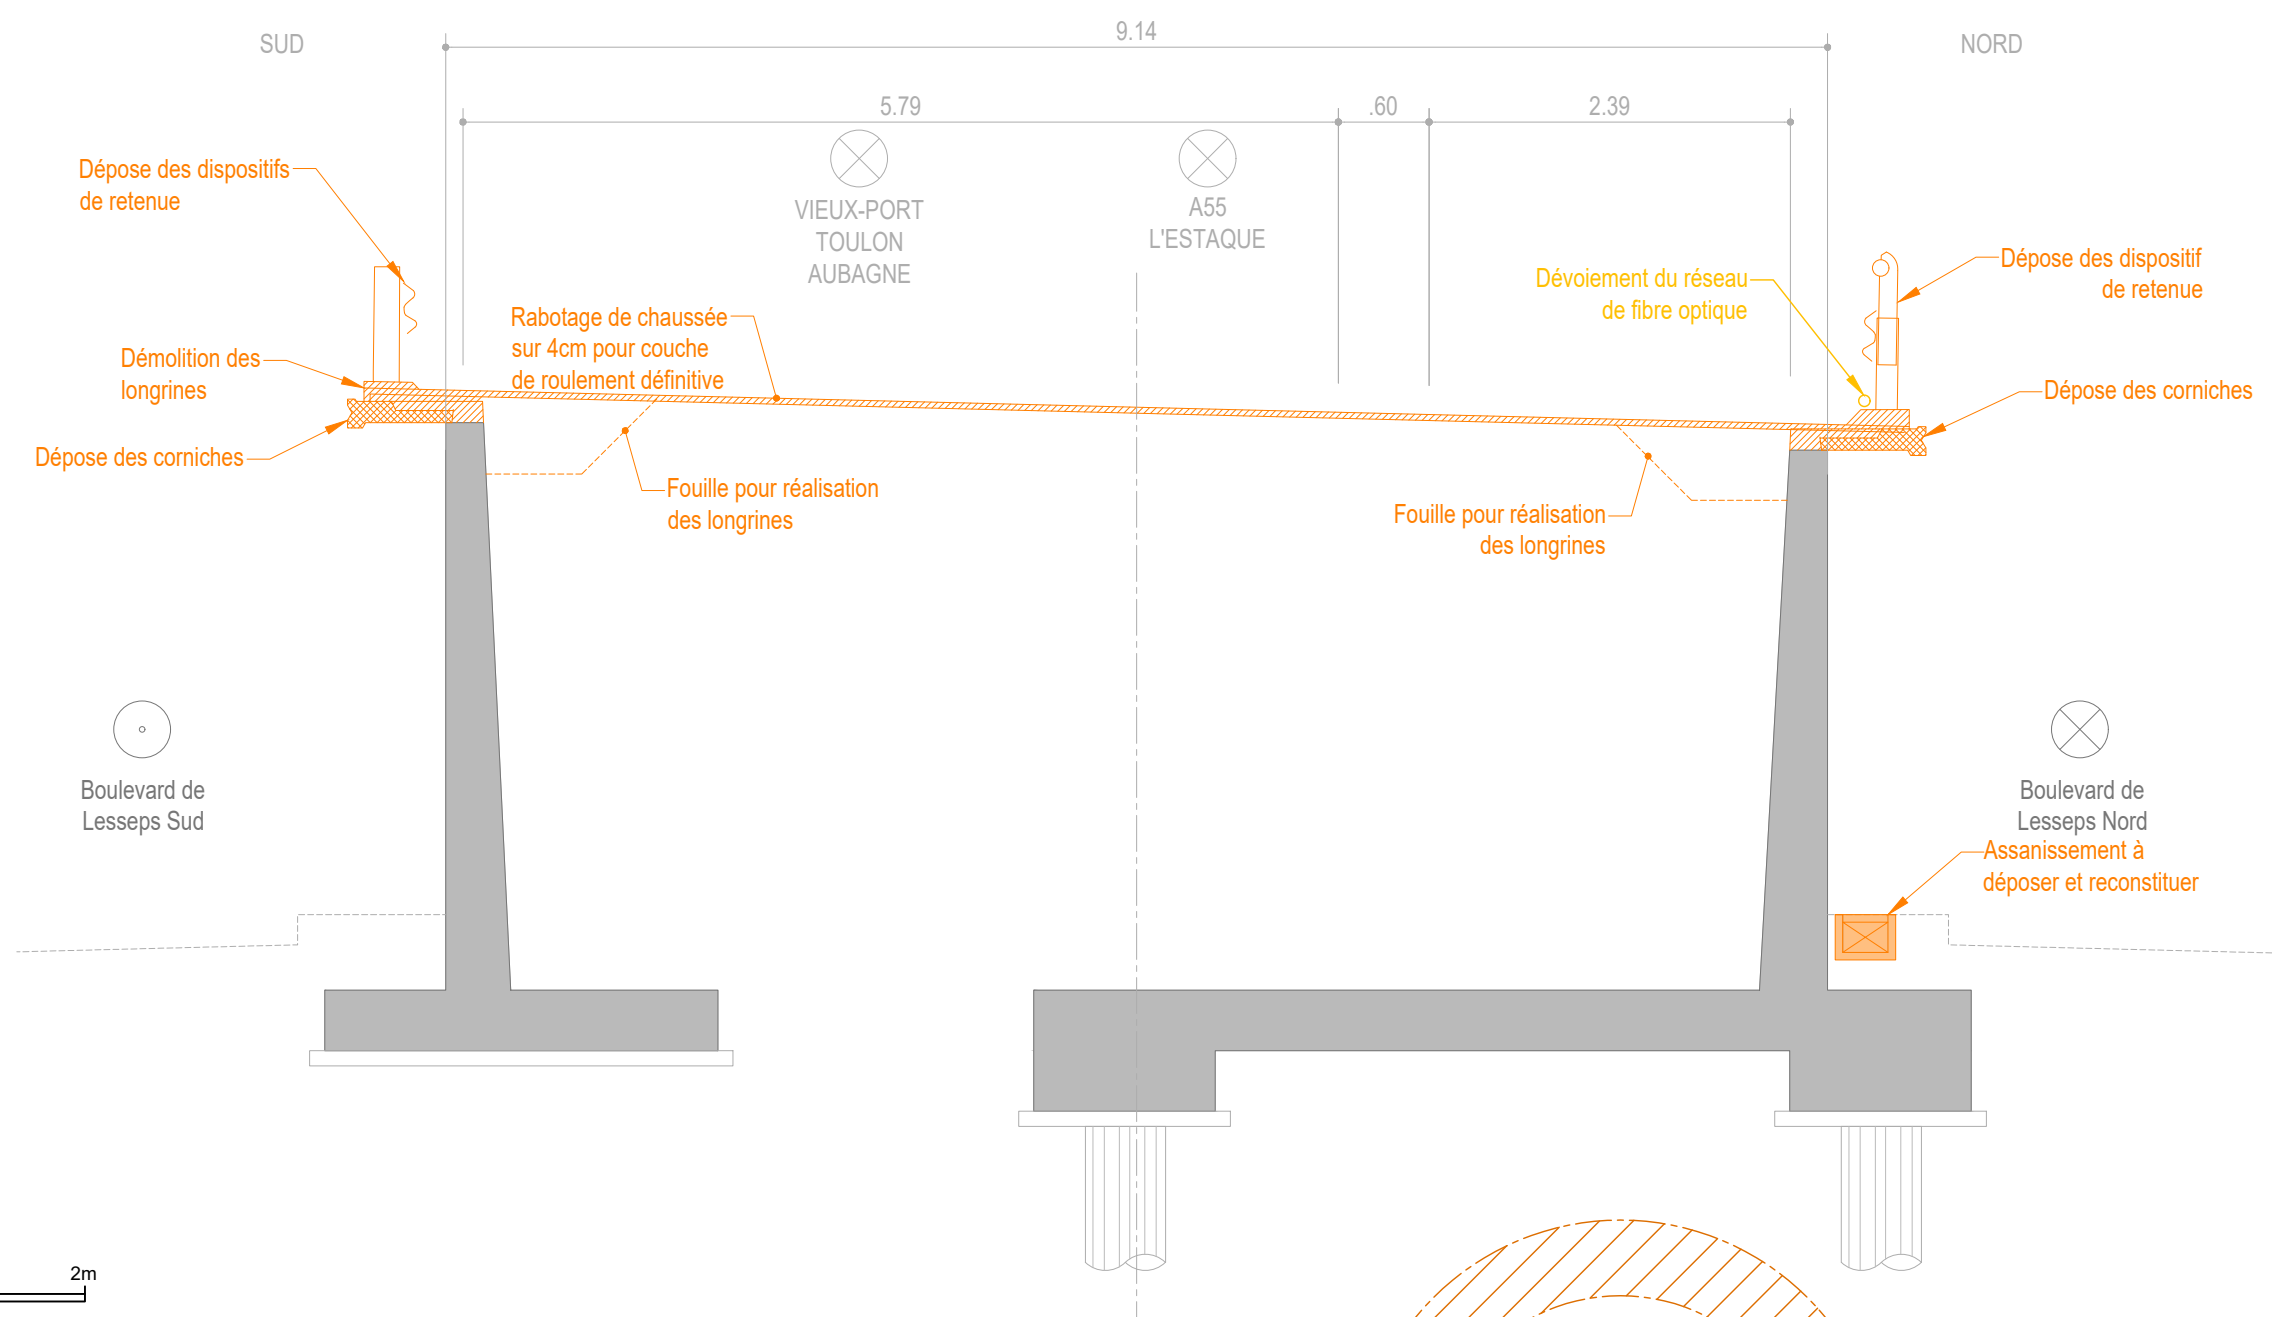 SUD
9.14
NORD
5.79
.60
2.39
Dépose des dispositifs
de retenue
VIEUX-PORT
TOULON
AUBAGNE
A55
L'ESTAQUE
Dévoiement du réseau
de fibre optique
Dépose des dispositif
de retenue
Rabotage de chaussée
sur 4cm pour couche
de roulement définitive
Démolition des
longrines
Dépose des corniches
Dépose des corniches
Fouille pour réalisation
des longrines
Fouille pour réalisation
des longrines
Boulevard de
Lesseps Sud
Boulevard de
Lesseps Nord
Assanissement à
déposer et reconstituer
2m